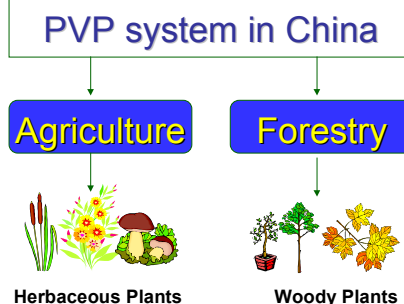 PVP system in China
Agriculture
Forestry
Herbaceous Plants
Woody Plants